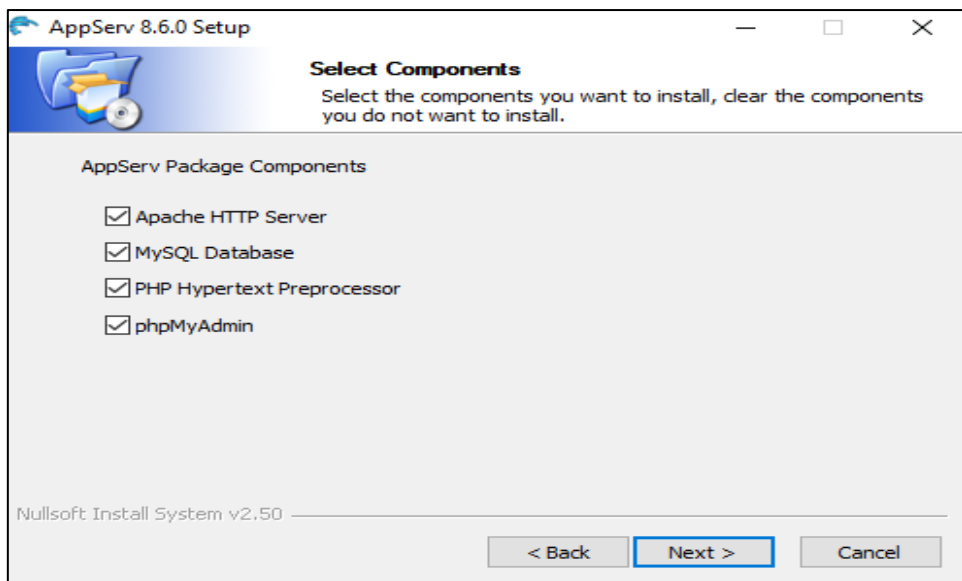 AppServ 8.6.0 Setup
Select Components
Select the components you want to install, clear the components
you do not want to install.
AppServ Package Components
Apache HTTP Server
MySQL Database
PHP Hypertext Preprocessor
phpMyAdmin
Nullsoft Install System v2.50
< Back
Next >
Cancel